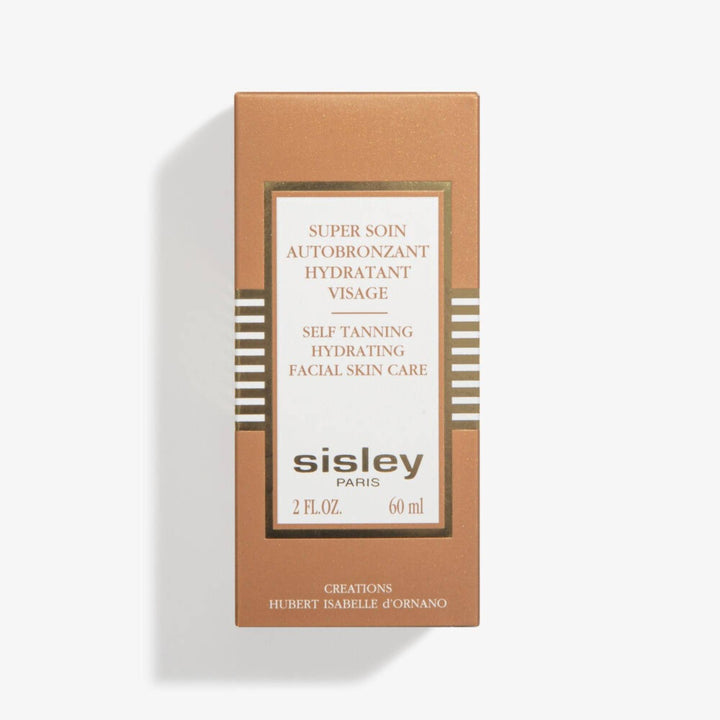 SUPER SOIN
AUTOBRONZANT
HYDRATANT
VISAGE
SELF TANNING
HYDRATING
FACIAL SKIN CARE
sisley
PARIS
2 FL.OZ. 60 ml
CREATIONS
HUBERT ISABELLE d'ORNANO